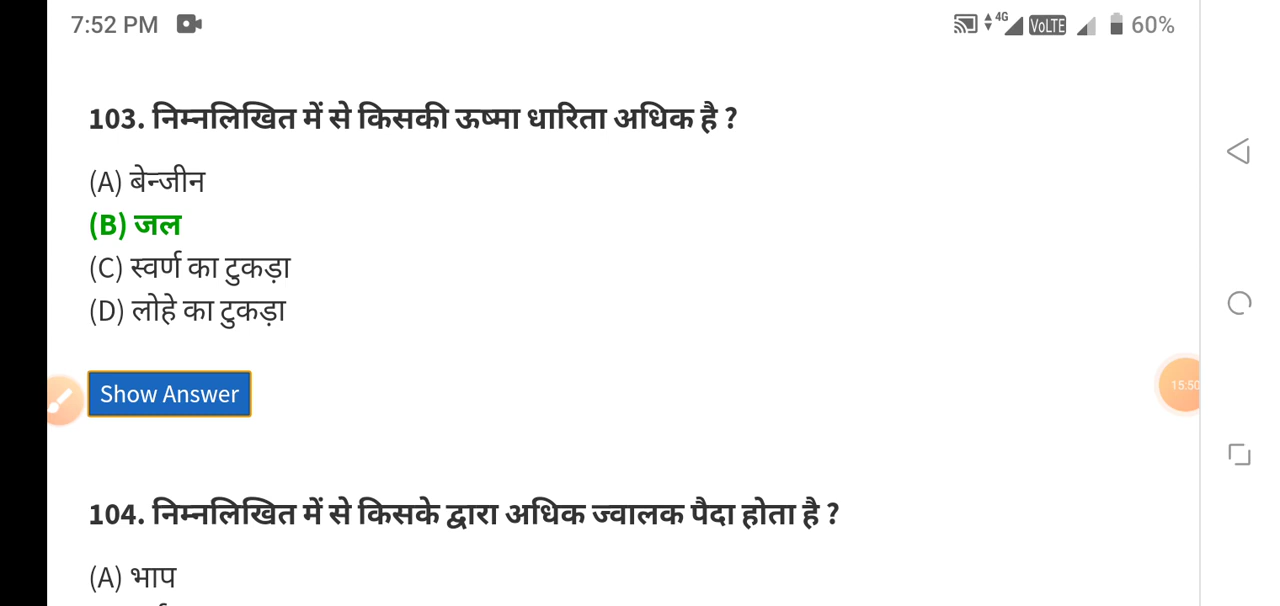 7:52 PM
4G VoLTE 60%
103. निम्नलिखित में से किसकी ऊष्मा धारिता अधिक है ?
(A) बेन्जीन
(B) जल
(C) स्वर्ण का टुकड़ा
(D) लोहे का टुकड़ा
Show Answer
15:50
104. निम्नलिखित में से किसके द्वारा अधिक ज्वालक पैदा होता है ?
(A) भाप